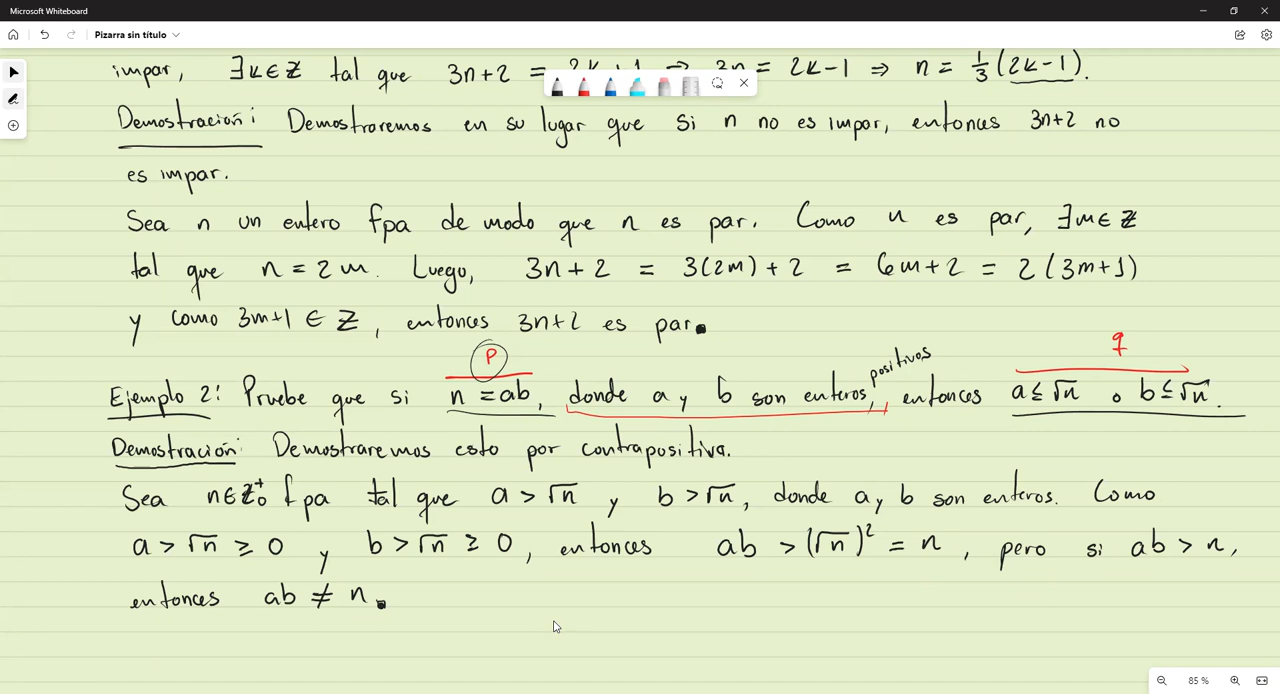 Microsoft Whiteboard
Pizarra sin título
impar, ∃k∈ℤ tal que 3n+2 = 2k+1 ⇒ 3n = 2k-1 ⇒ n = 1/3 (2k-1).
Demostración: Demostraremos en su lugar que si n no es impar, entonces 3n+2 no
es impar.
Sea n un entero fpa de modo que n es par. Como n es par, ∃m∈ℤ
tal que n = 2m. Luego, 3n+2 = 3(2m)+2 = 6m+2 = 2(3m+1)
y como 3m+1 ∈ ℤ, entonces 3n+2 es par.
p
q
positivos
Ejemplo 2: Pruebe que si n = ab, donde a y b son enteros, entonces a ≤ √n o b ≤ √n.
Demostración: Demostraremos esto por contrapositiva.
Sea n∈ℤ₀⁺ fpa tal que a > √n y b > √n, donde a y b son enteros. Como
a > √n ≥ 0 y b > √n ≥ 0, entonces ab > (√n)² = n, pero si ab > n,
entonces ab ≠ n.
85 %